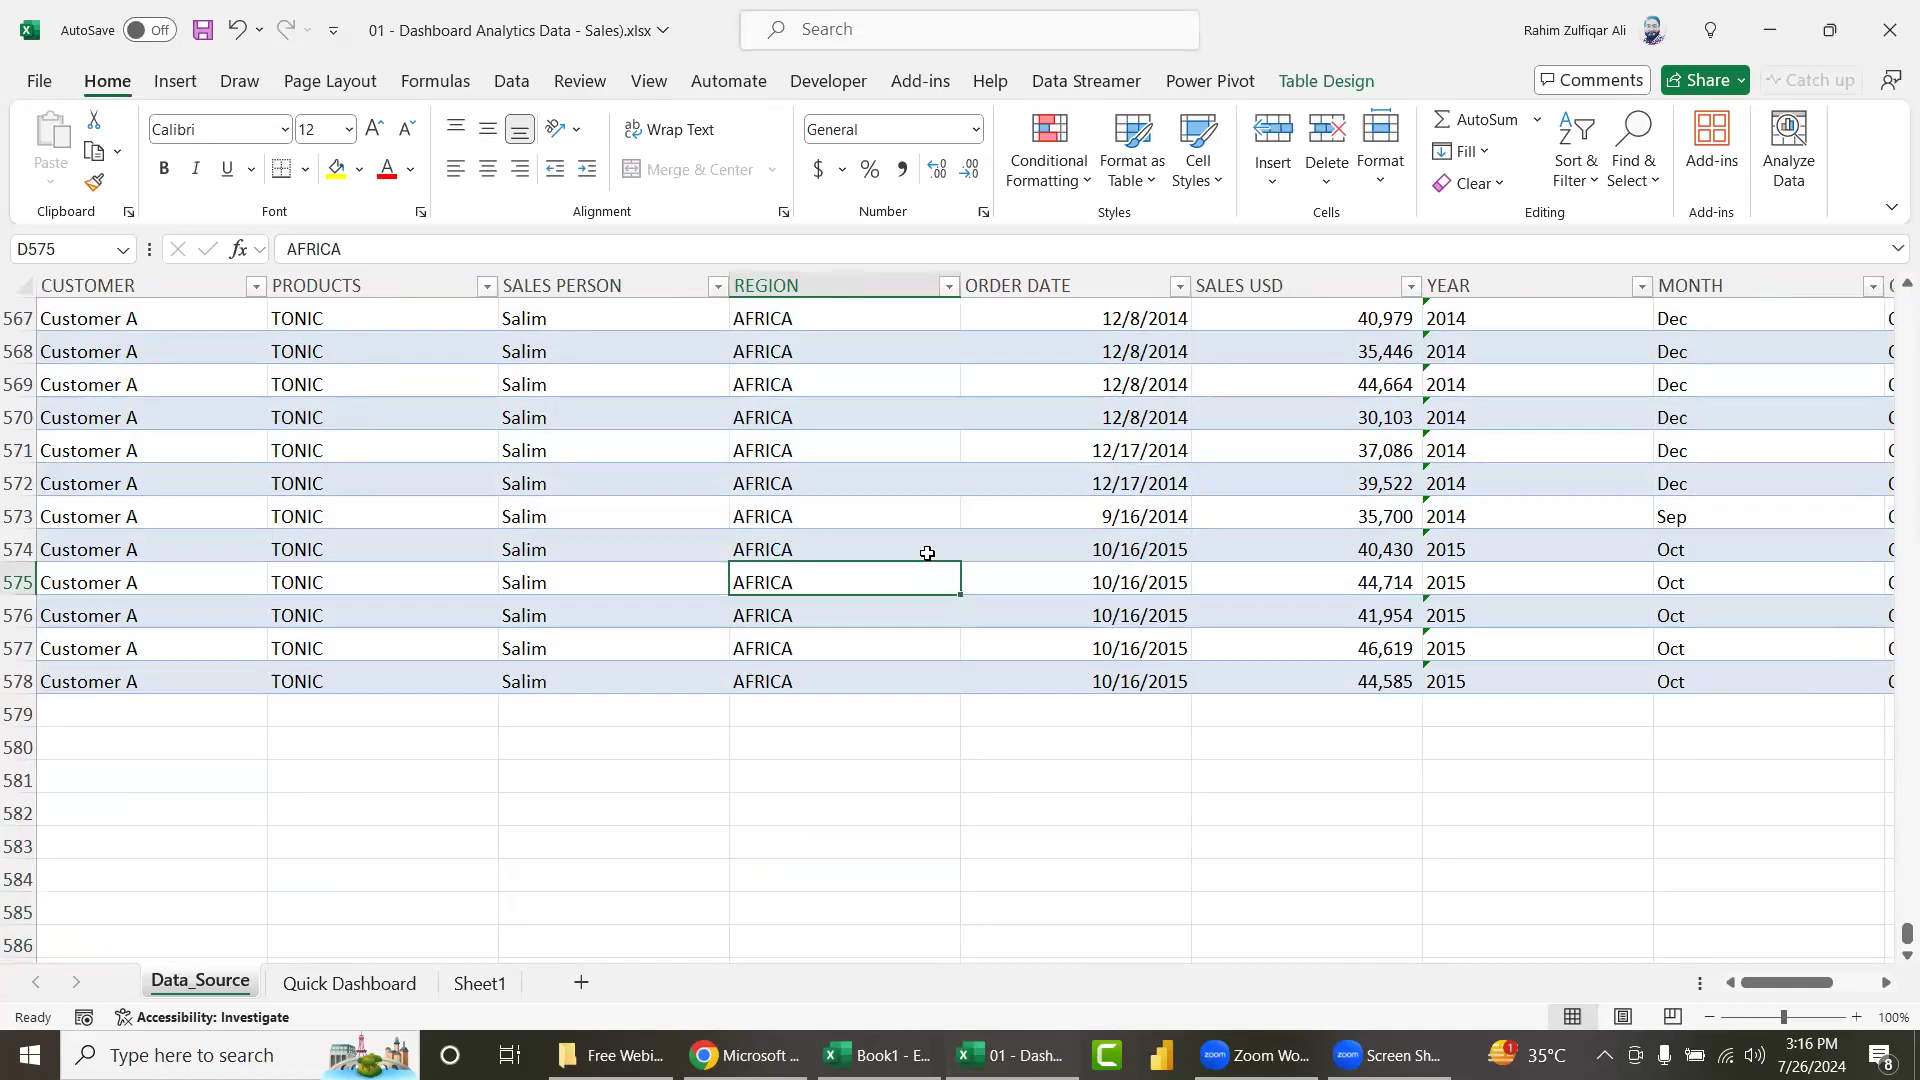 AutoSave Off 01 - Dashboard Analytics Data - Sales).xlsx Search Rahim Zulfiqar Ali
File Home Insert Draw Page Layout Formulas Data Review View Automate Developer Add-ins Help Data Streamer Power Pivot Table Design Comments Share Catch up
Paste Calibri 12 Wrap Text General Conditional Formatting Format as Table Cell Styles Insert Delete Format AutoSum Fill Clear Sort & Filter Find & Select Add-ins Analyze Data
B I U A Merge & Center $ % 9
Clipboard Font Alignment Number Styles Cells Editing Add-ins
D575 fx AFRICA
CUSTOMER PRODUCTS SALES PERSON REGION ORDER DATE SALES USD YEAR MONTH
567 Customer A TONIC Salim AFRICA 12/8/2014 40,979 2014 Dec
568 Customer A TONIC Salim AFRICA 12/8/2014 35,446 2014 Dec
569 Customer A TONIC Salim AFRICA 12/8/2014 44,664 2014 Dec
570 Customer A TONIC Salim AFRICA 12/8/2014 30,103 2014 Dec
571 Customer A TONIC Salim AFRICA 12/17/2014 37,086 2014 Dec
572 Customer A TONIC Salim AFRICA 12/17/2014 39,522 2014 Dec
573 Customer A TONIC Salim AFRICA 9/16/2014 35,700 2014 Sep
574 Customer A TONIC Salim AFRICA 10/16/2015 40,430 2015 Oct
575 Customer A TONIC Salim AFRICA 10/16/2015 44,714 2015 Oct
576 Customer A TONIC Salim AFRICA 10/16/2015 41,954 2015 Oct
577 Customer A TONIC Salim AFRICA 10/16/2015 46,619 2015 Oct
578 Customer A TONIC Salim AFRICA 10/16/2015 44,585 2015 Oct
579
580
581
582
583
584
585
586
Data_Source Quick Dashboard Sheet1
Ready Accessibility: Investigate 100%
Type here to search Free Webi... Microsoft ... Book1 - E... 01 - Dash... Zoom Wo... Screen Sh... 1 35°C 3:16 PM
7/26/2024 8